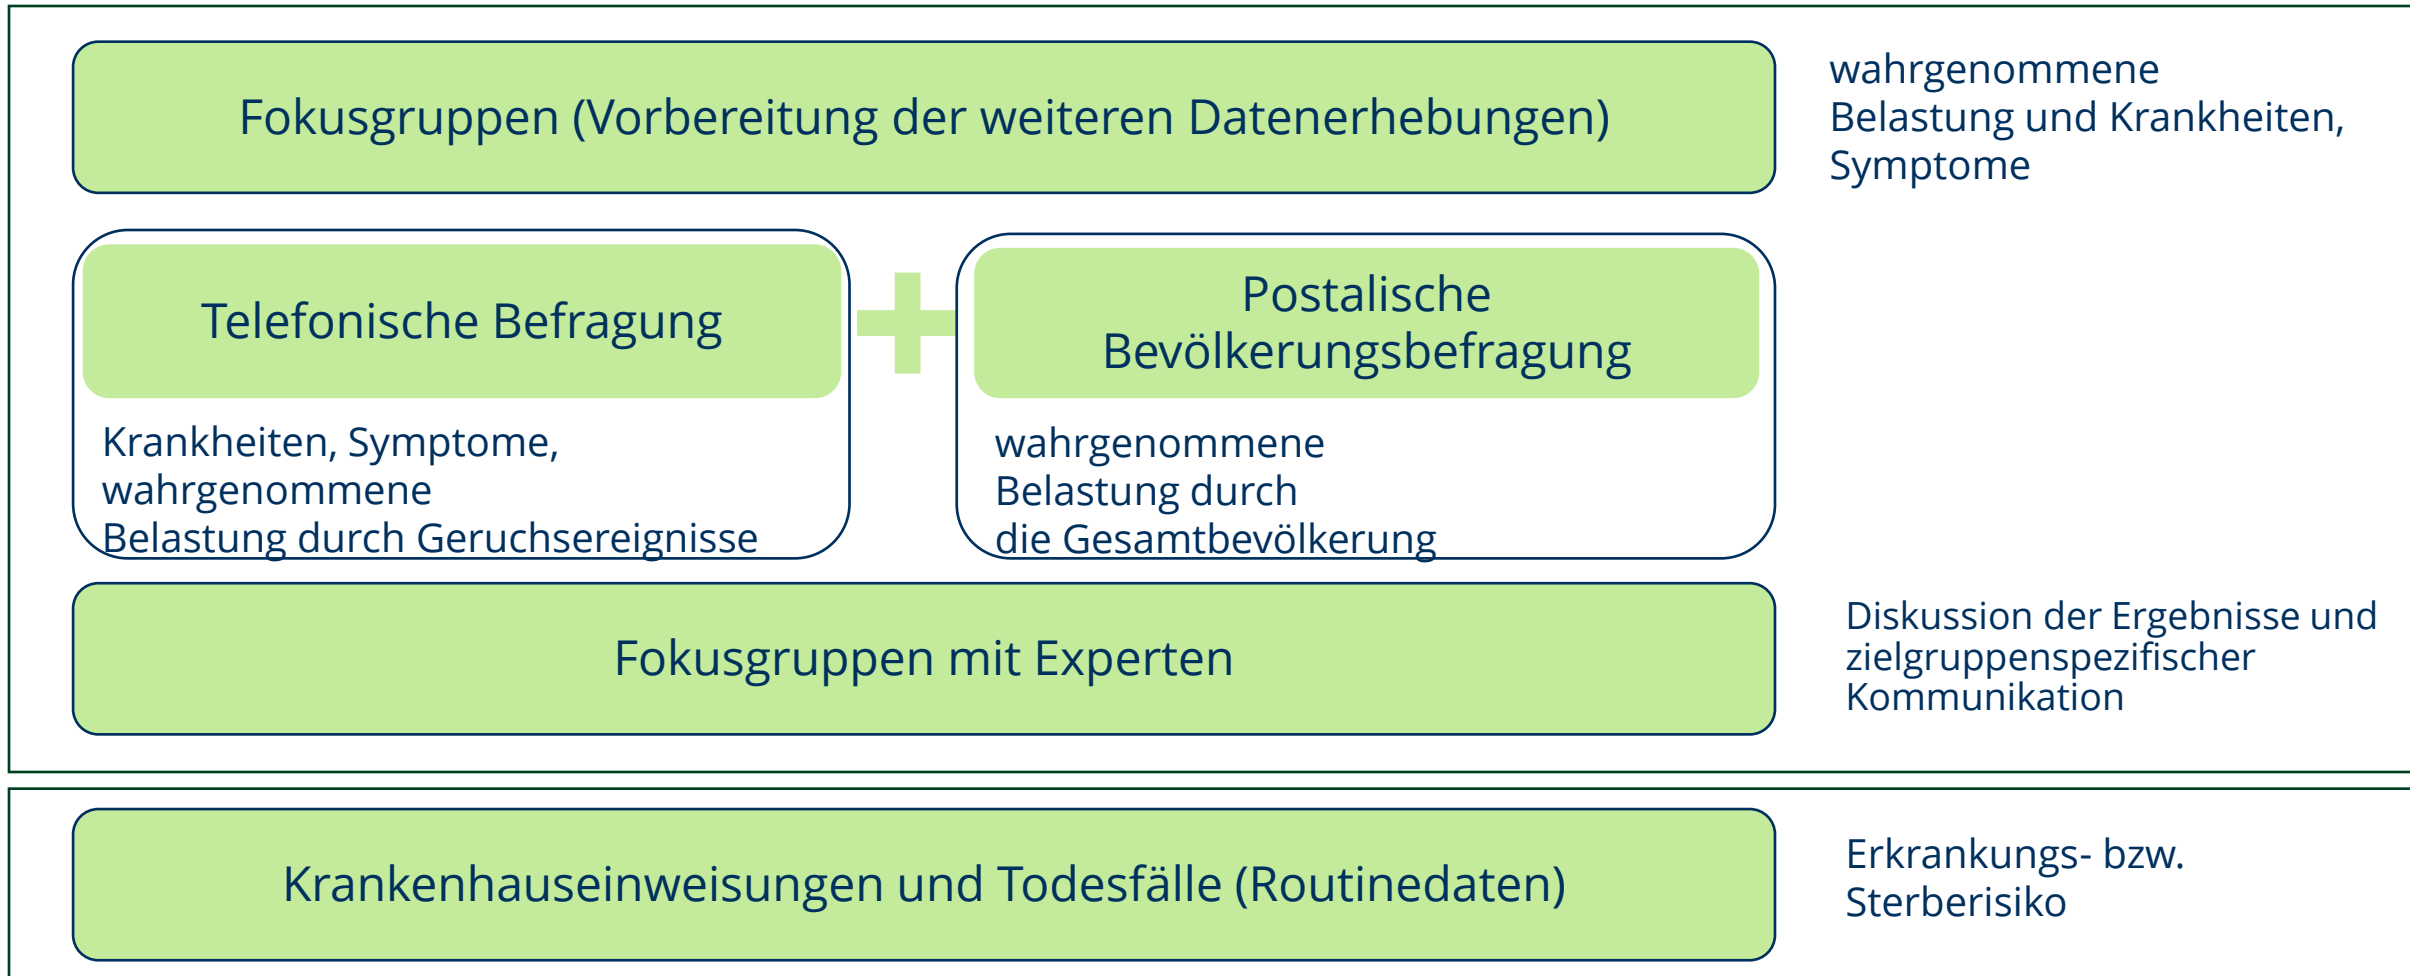 Fokusgruppen (Vorbereitung der weiteren Datenerhebungen)
wahrgenommene
Belastung und Krankheiten,
Symptome
Telefonische Befragung
Krankheiten, Symptome,
wahrgenommene
Belastung durch Geruchsereignisse
Postalische
Bevölkerungsbefragung
wahrgenommene
Belastung durch
die Gesamtbevölkerung
Fokusgruppen mit Experten
Diskussion der Ergebnisse und
zielgruppenspezifischer
Kommunikation
Krankenhauseinweisungen und Todesfälle (Routinedaten)
Erkrankungs- bzw.
Sterberisiko